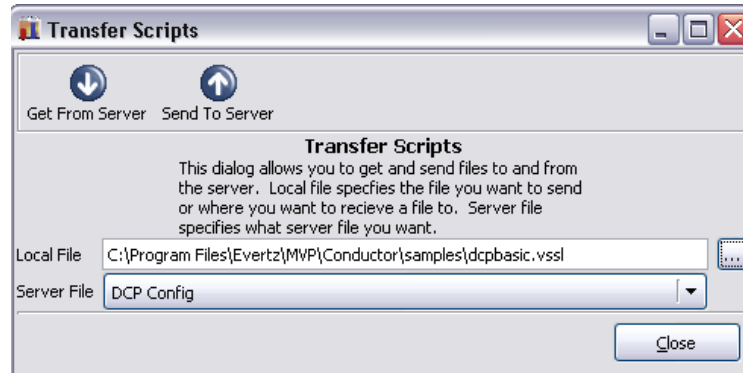 Transfer Scripts
Get From Server Send To Server
Transfer Scripts
This dialog allows you to get and send files to and from
the server. Local file specfies the file you want to send
or where you want to recieve a file to. Server file
specifies what server file you want.
Local File C:\Program Files\Evertz\MVP\Conductor\samples\dcpbasic.vssl ...
Server File DCP Config
Close